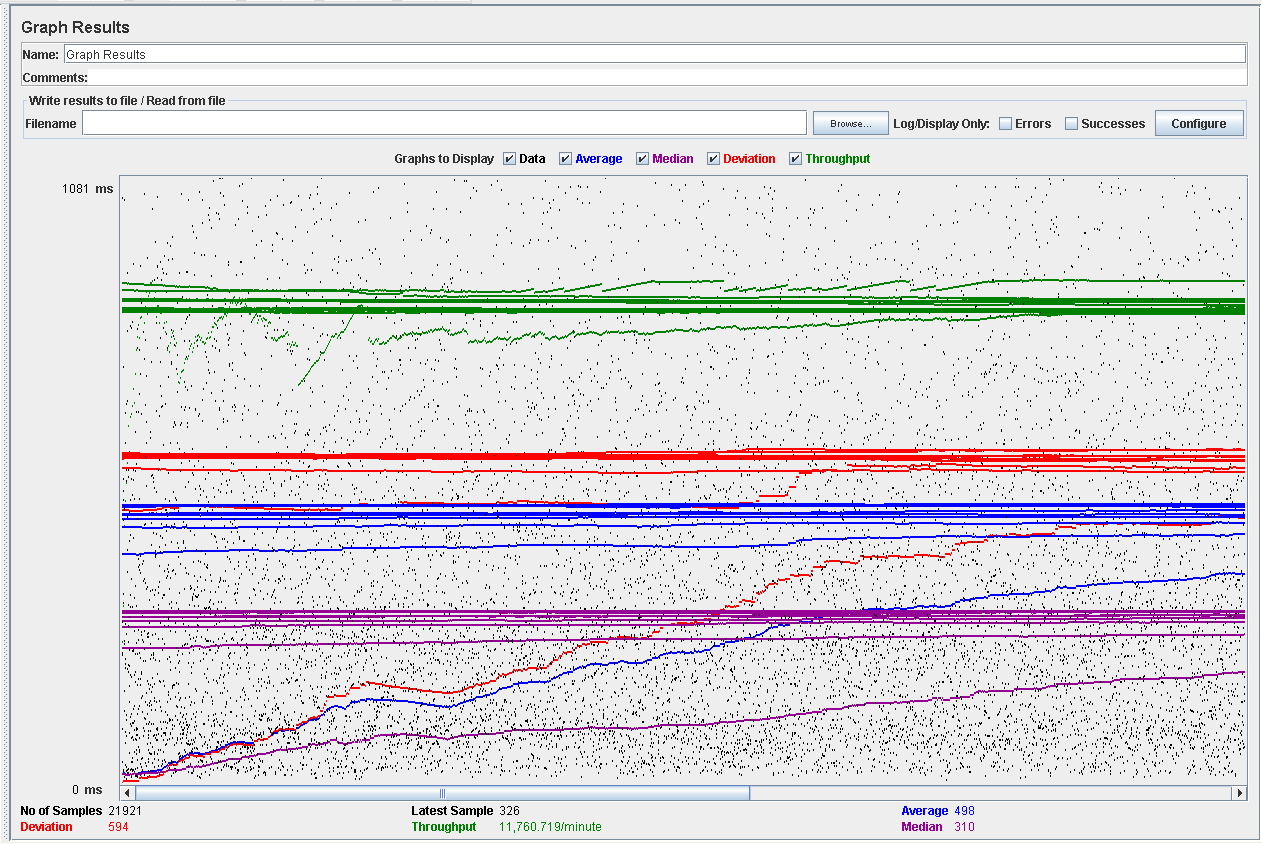 Graph Results
Name: Graph Results
Comments:
Write results to file / Read from file
Filename Browse... Log/Display Only: Errors Successes Configure
Graphs to Display Data Average Median Deviation Throughput
1081 ms
0 ms
No of Samples 21921 Latest Sample 326 Average 498
Deviation 594 Throughput 11,760.719/minute Median 310